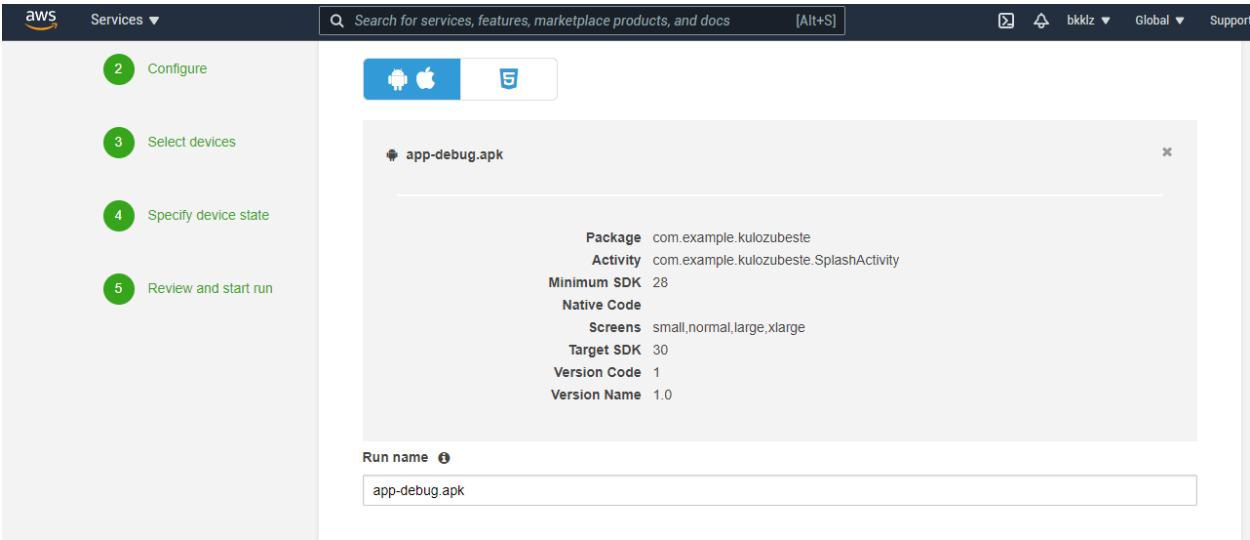 aws Services ▼ Search for services, features, marketplace products, and docs [Alt+S] bkklz ▼ Global ▼ Suppor
2 Configure
3 Select devices
4 Specify device state
5 Review and start run
app-debug.apk
Package com.example.kulozubeste
Activity com.example.kulozubeste.SplashActivity
Minimum SDK 28
Native Code
Screens small,normal,large,xlarge
Target SDK 30
Version Code 1
Version Name 1.0
Run name
app-debug.apk